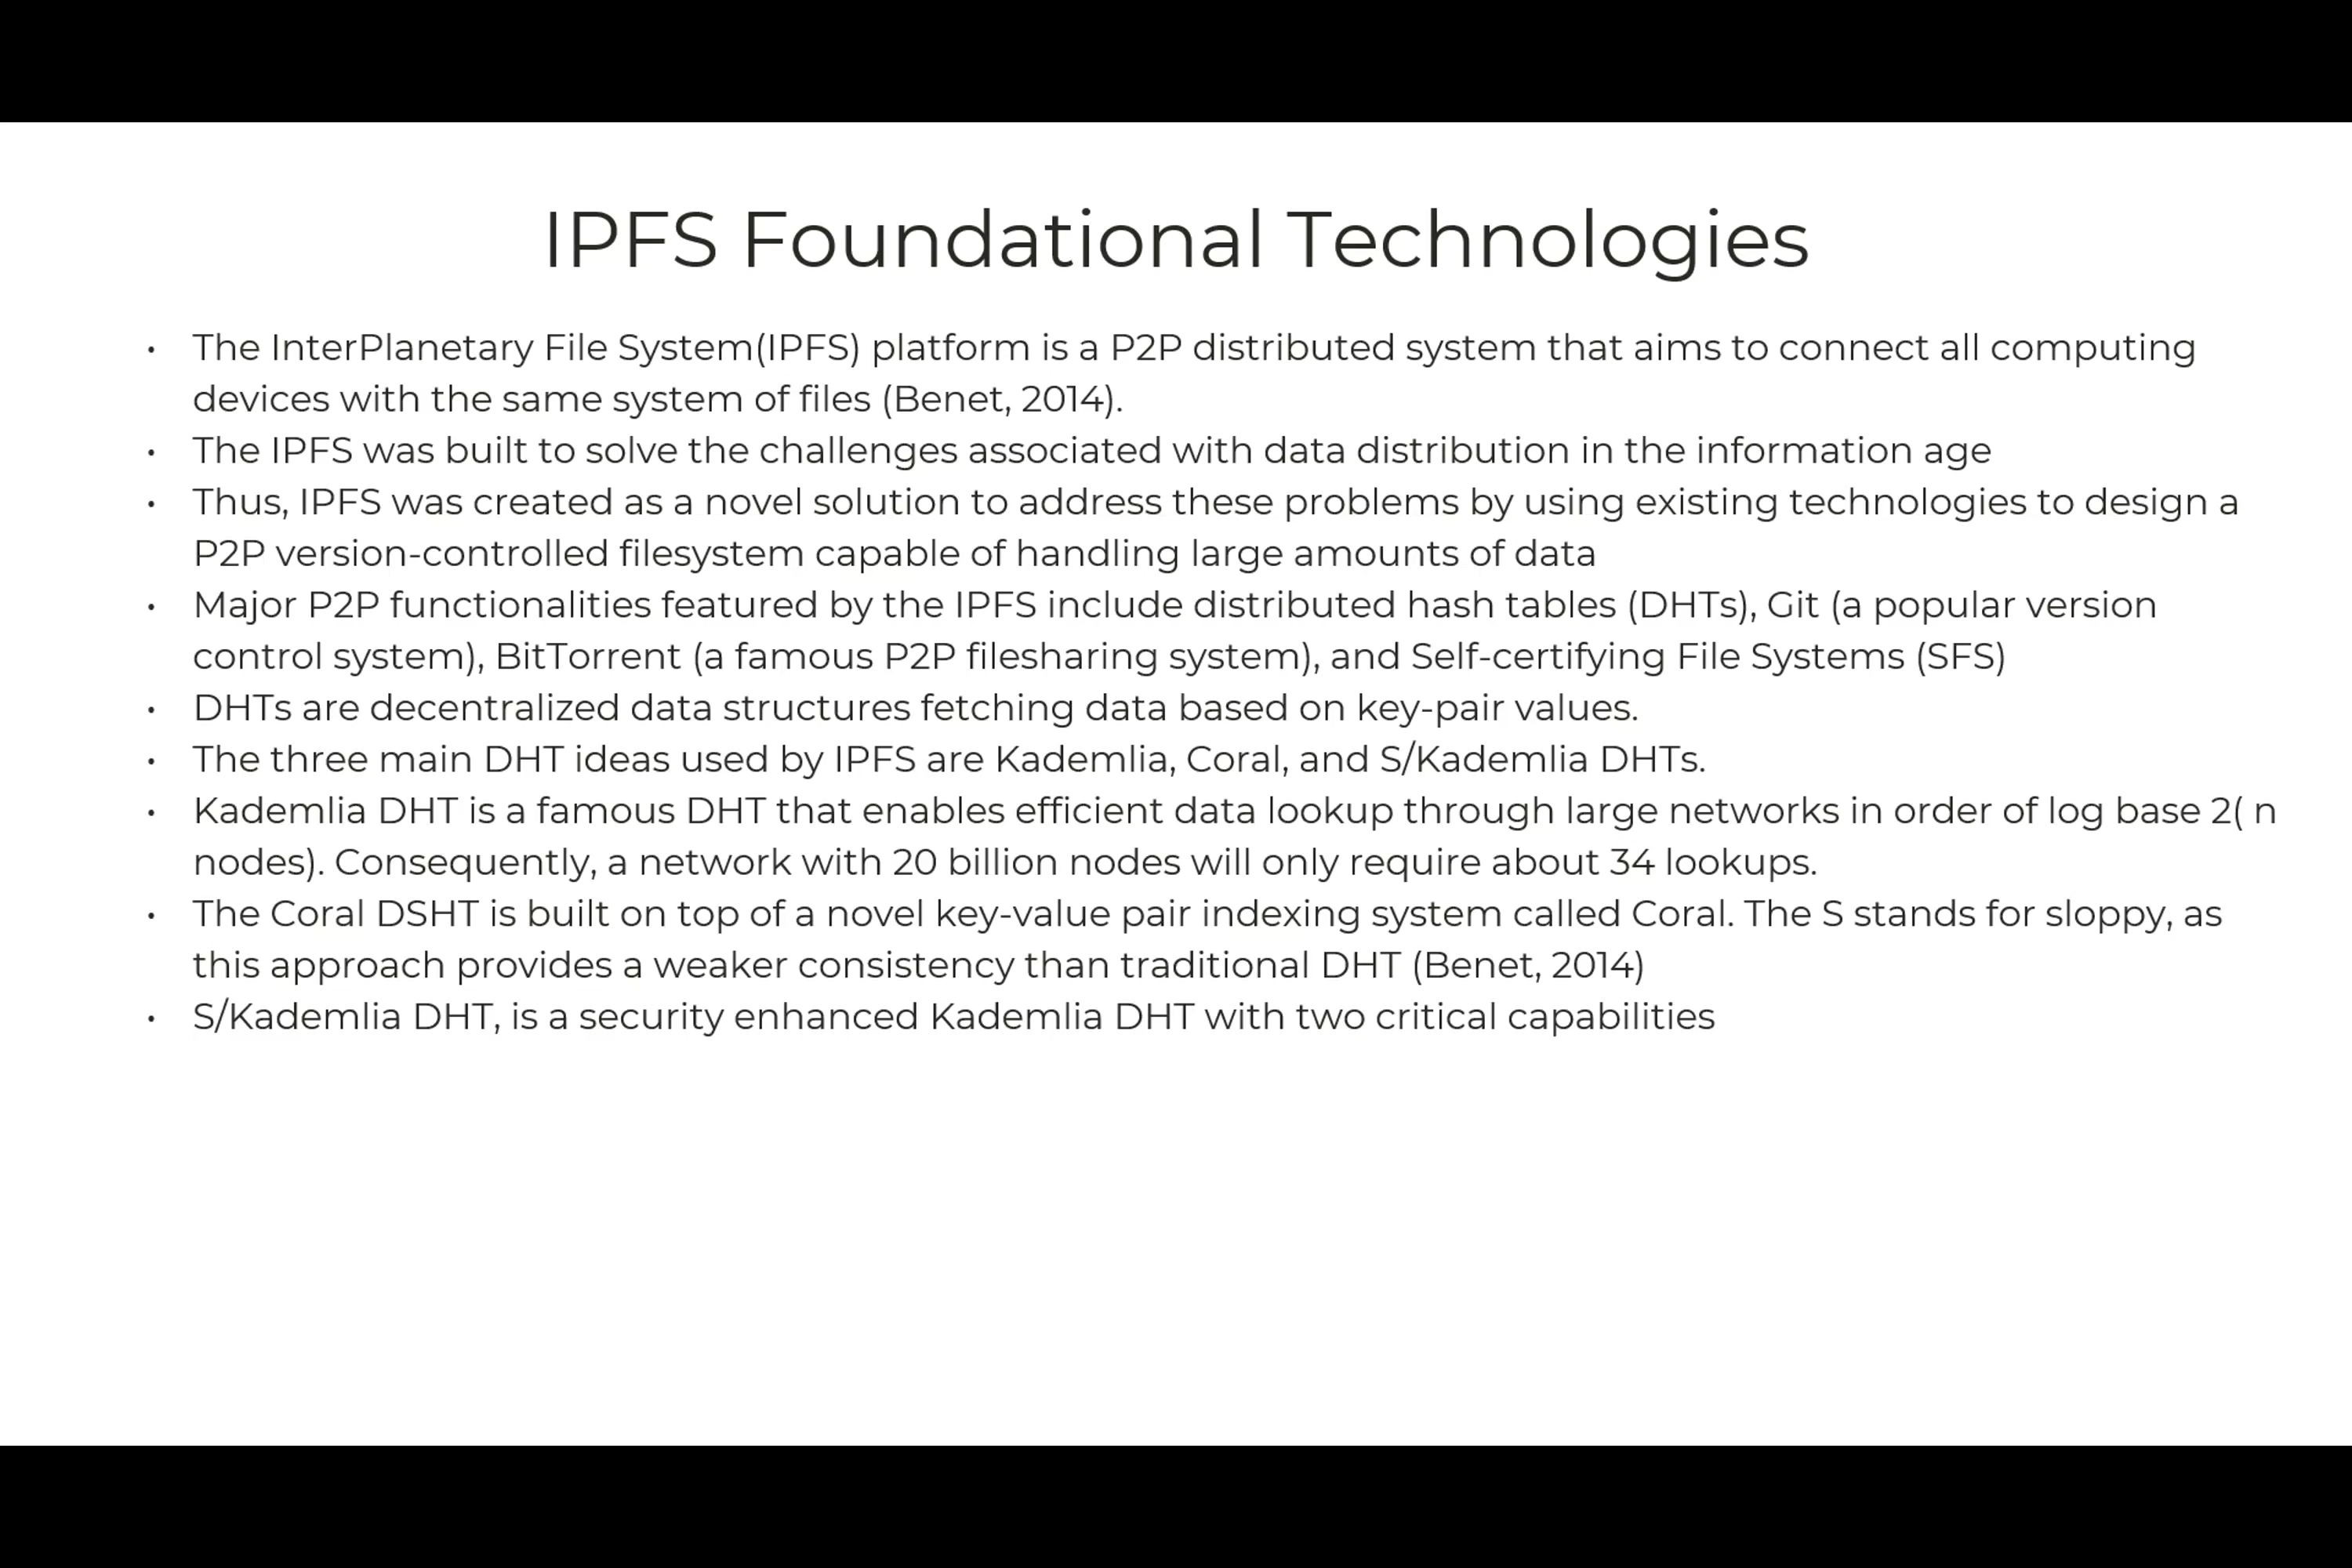 IPFS Foundational Technologies
• The InterPlanetary File System(IPFS) platform is a P2P distributed system that aims to connect all computing
devices with the same system of files (Benet, 2014).
• The IPFS was built to solve the challenges associated with data distribution in the information age
• Thus, IPFS was created as a novel solution to address these problems by using existing technologies to design a
P2P version-controlled filesystem capable of handling large amounts of data
• Major P2P functionalities featured by the IPFS include distributed hash tables (DHTs), Git (a popular version
control system), BitTorrent (a famous P2P filesharing system), and Self-certifying File Systems (SFS)
• DHTs are decentralized data structures fetching data based on key-pair values.
• The three main DHT ideas used by IPFS are Kademlia, Coral, and S/Kademlia DHTs.
• Kademlia DHT is a famous DHT that enables efficient data lookup through large networks in order of log base 2( n
nodes). Consequently, a network with 20 billion nodes will only require about 34 lookups.
• The Coral DSHT is built on top of a novel key-value pair indexing system called Coral. The S stands for sloppy, as
this approach provides a weaker consistency than traditional DHT (Benet, 2014)
• S/Kademlia DHT, is a security enhanced Kademlia DHT with two critical capabilities